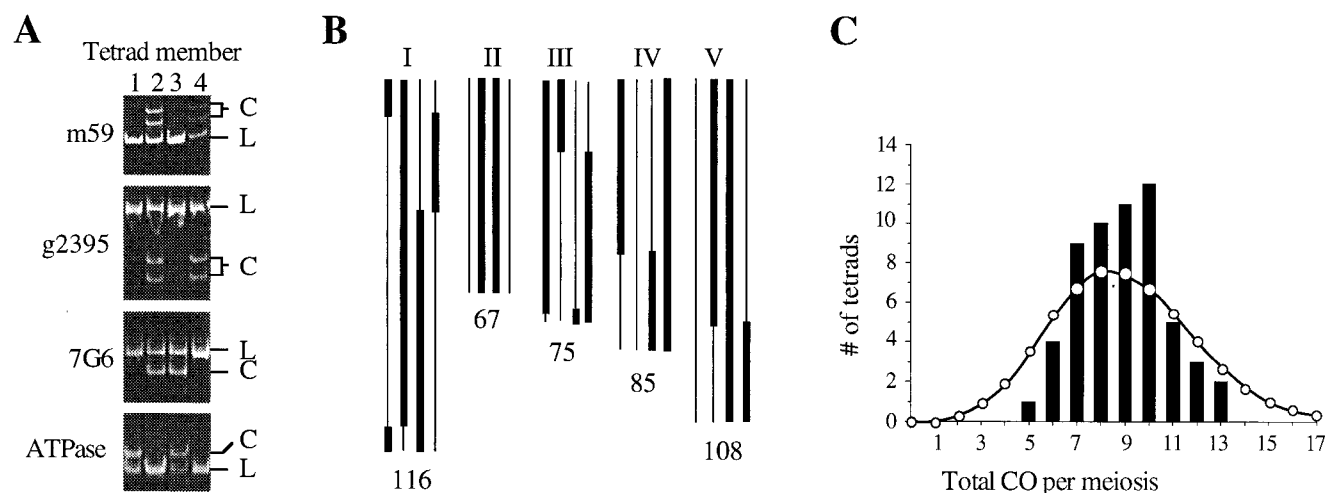 A
Tetrad member
1 2 3 4
m59
C
L
g2395
L
C
7G6
L
C
ATPase
C
L
B
I II III IV V
116
67
75
85
108
C
# of tetrads
14
12
10
8
6
4
2
0
1 3 5 7 9 11 13 15 17
Total CO per meiosis